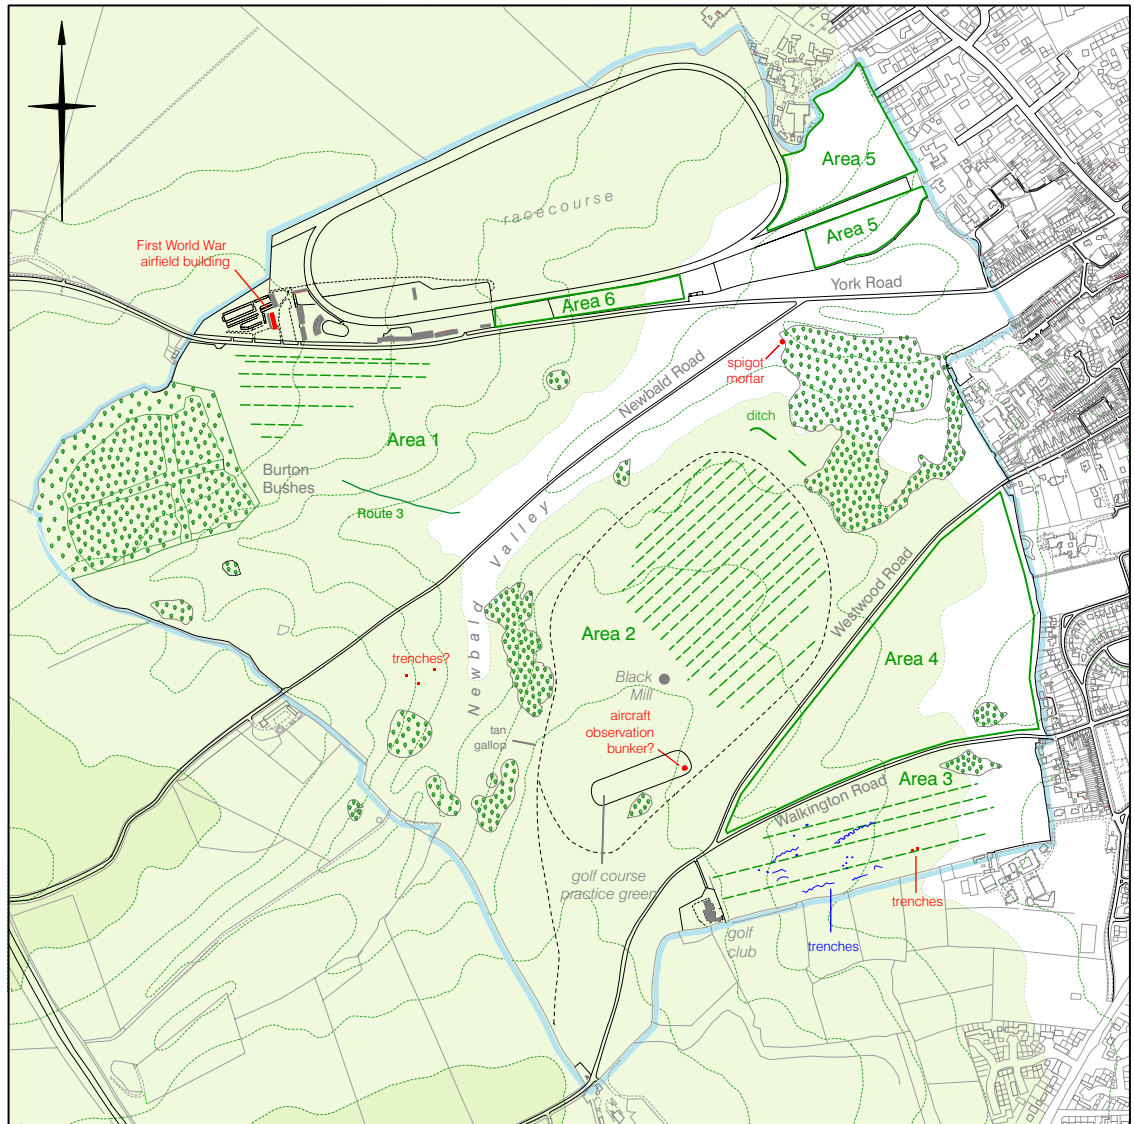 Area 5
racecourse
Area 5
First World War
airfield building
York Road
Area 6
spigot
mortar
Newbald Road
ditch
Area 1
Burton
Bushes
Route 3
Newbald Valley
Westwood Road
Area 2
Area 4
trenches?
Black
Mill
aircraft
observation
bunker?
tan
gallop
Area 3
Walkington Road
golf course
practice green
trenches
golf
club
trenches